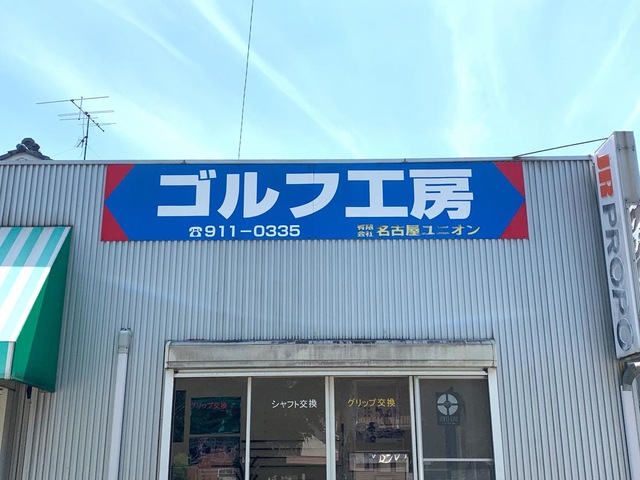 ゴルフ工房
☎911-0335
有限会社 名古屋ユニオン
PROPO
グリップ交換
シャフト交換
グリップ交換